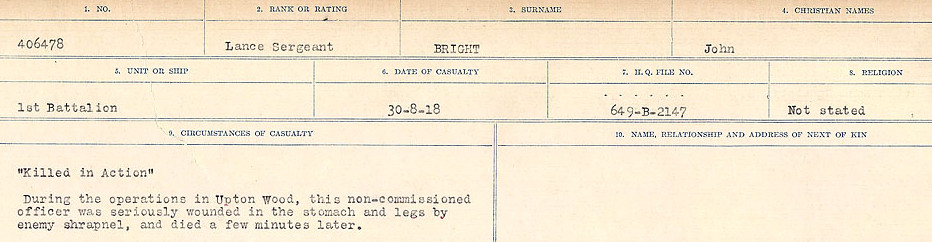 1. NO. 2. RANK OR RATING 3. SURNAME 4. CHRISTIAN NAMES
406478 Lance Sergeant BRIGHT John
5. UNIT OR SHIP 6. DATE OF CASUALTY 7. H.Q. FILE NO. 8. RELIGION
1st Battalion 30-8-18 649-B-2147 Not stated
9. CIRCUMSTANCES OF CASUALTY 10. NAME, RELATIONSHIP AND ADDRESS OF NEXT OF KIN
"Killed in Action"
During the operations in Upton Wood, this non-commissioned
officer was seriously wounded in the stomach and legs by
enemy shrapnel, and died a few minutes later.